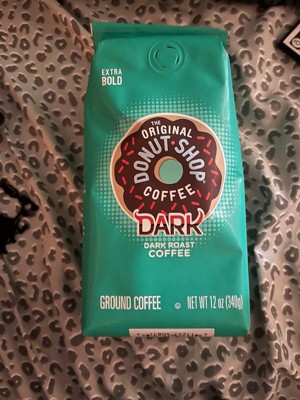 EXTRA
BOLD
THE
ORIGINAL
DONUT·SHOP
COFFEE
DARK
DARK ROAST
COFFEE
GROUND COFFEE
NET WT 12 oz (340g)